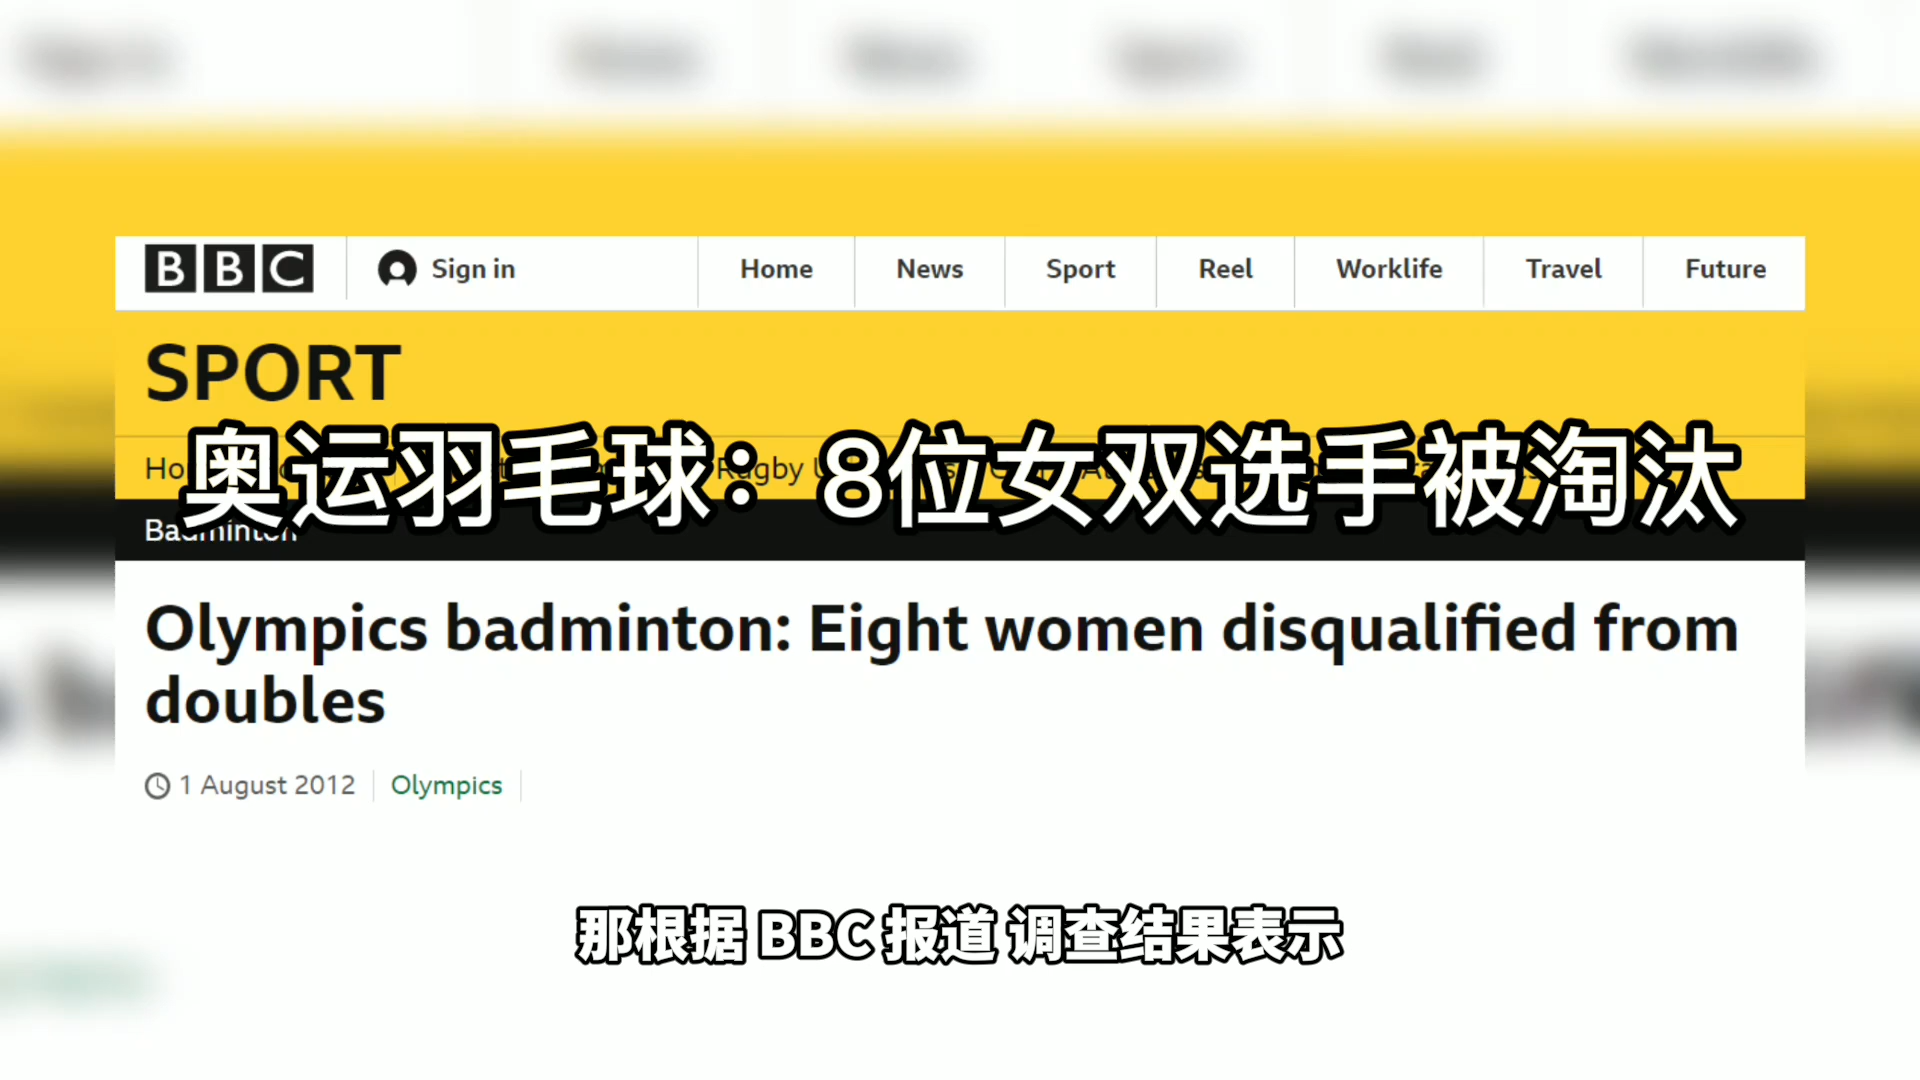 BBC Sign in Home News Sport Reel Worklife Travel Future
SPORT
奥运羽毛球：8位女双选手被淘汰
Rugby
Badminton
Olympics badminton: Eight women disqualified from
doubles
1 August 2012 Olympics
那根据 BBC 报道 调查结果表示